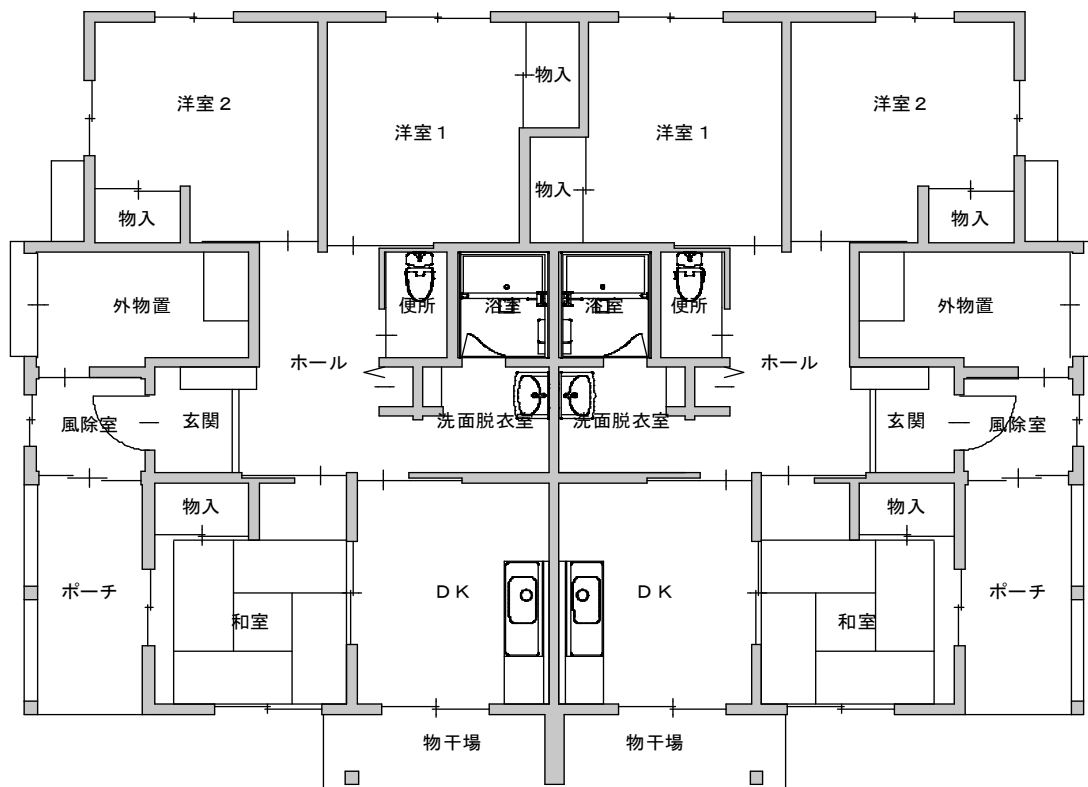 物入
洋室２
洋室１
洋室１
洋室２
物入
物入
物入
外物置
便所
浴室
浴室
便所
外物置
ホール
ホール
風除室
玄関
洗面脱衣室
洗面脱衣室
玄関
風除室
物入
物入
ポーチ
和室
ＤＫ
ＤＫ
和室
ポーチ
物干場
物干場